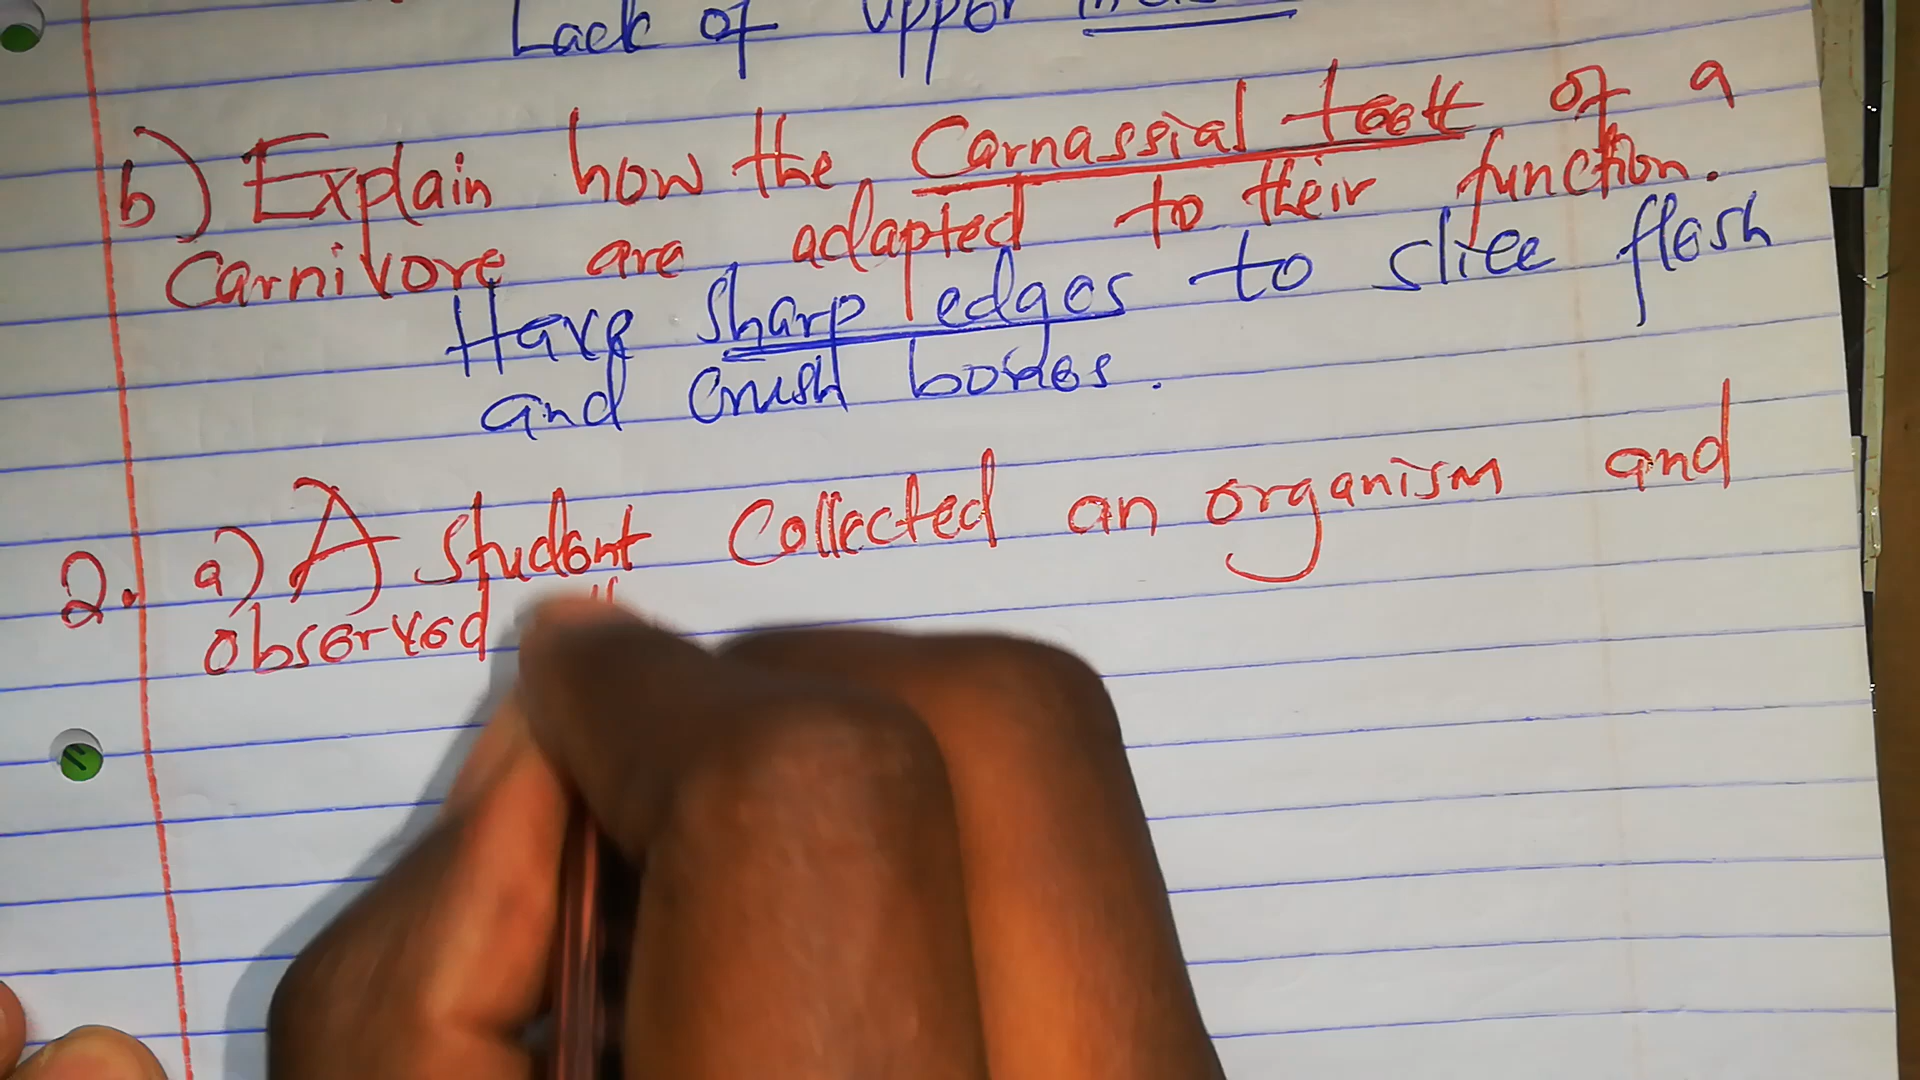 Lack of upper
b) Explain how the carnassial teeth of a
carnivore are adapted to their function.
Have sharp edges to slice flesh
and crush bones.
2. a) A student collected an organism and
observed